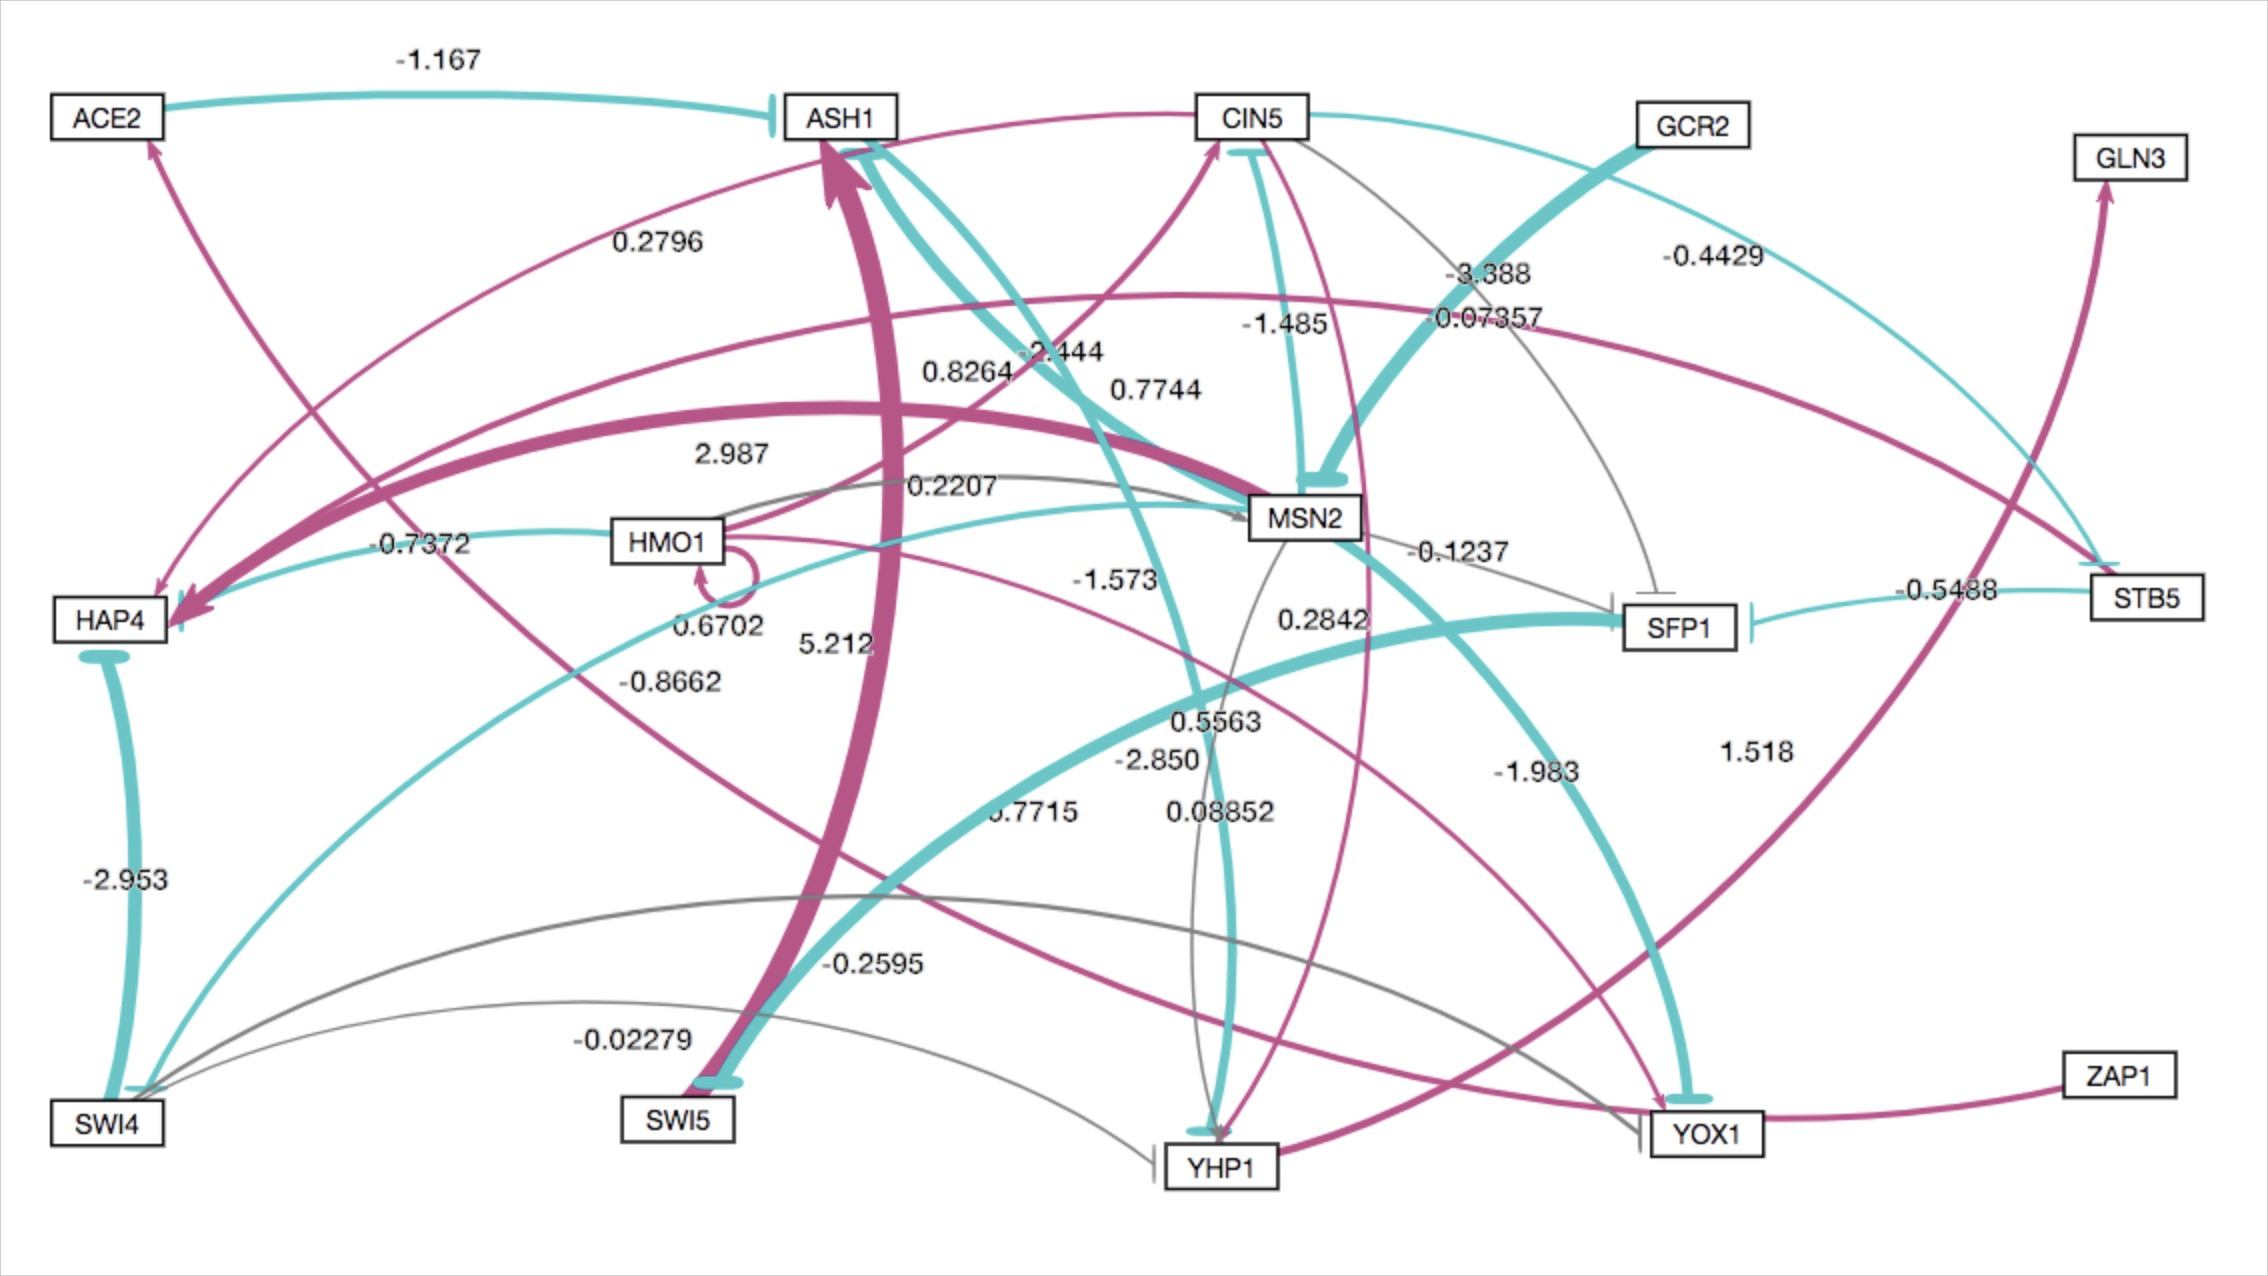 -1.167
ACE2
ASH1
CIN5
GCR2
GLN3
0.2796
-0.4429
-3.388
-0.07357
-1.485
-2.444
0.8264
0.7744
2.987
0.2207
MSN2
HMO1
-0.7372
-0.1237
-1.573
-0.5488
STB5
HAP4
0.6702
0.2842
SFP1
5.212
-0.8662
0.5563
-2.850
1.518
-1.983
0.7715
0.08852
-2.953
-0.2595
-0.02279
ZAP1
SWI4
SWI5
YOX1
YHP1